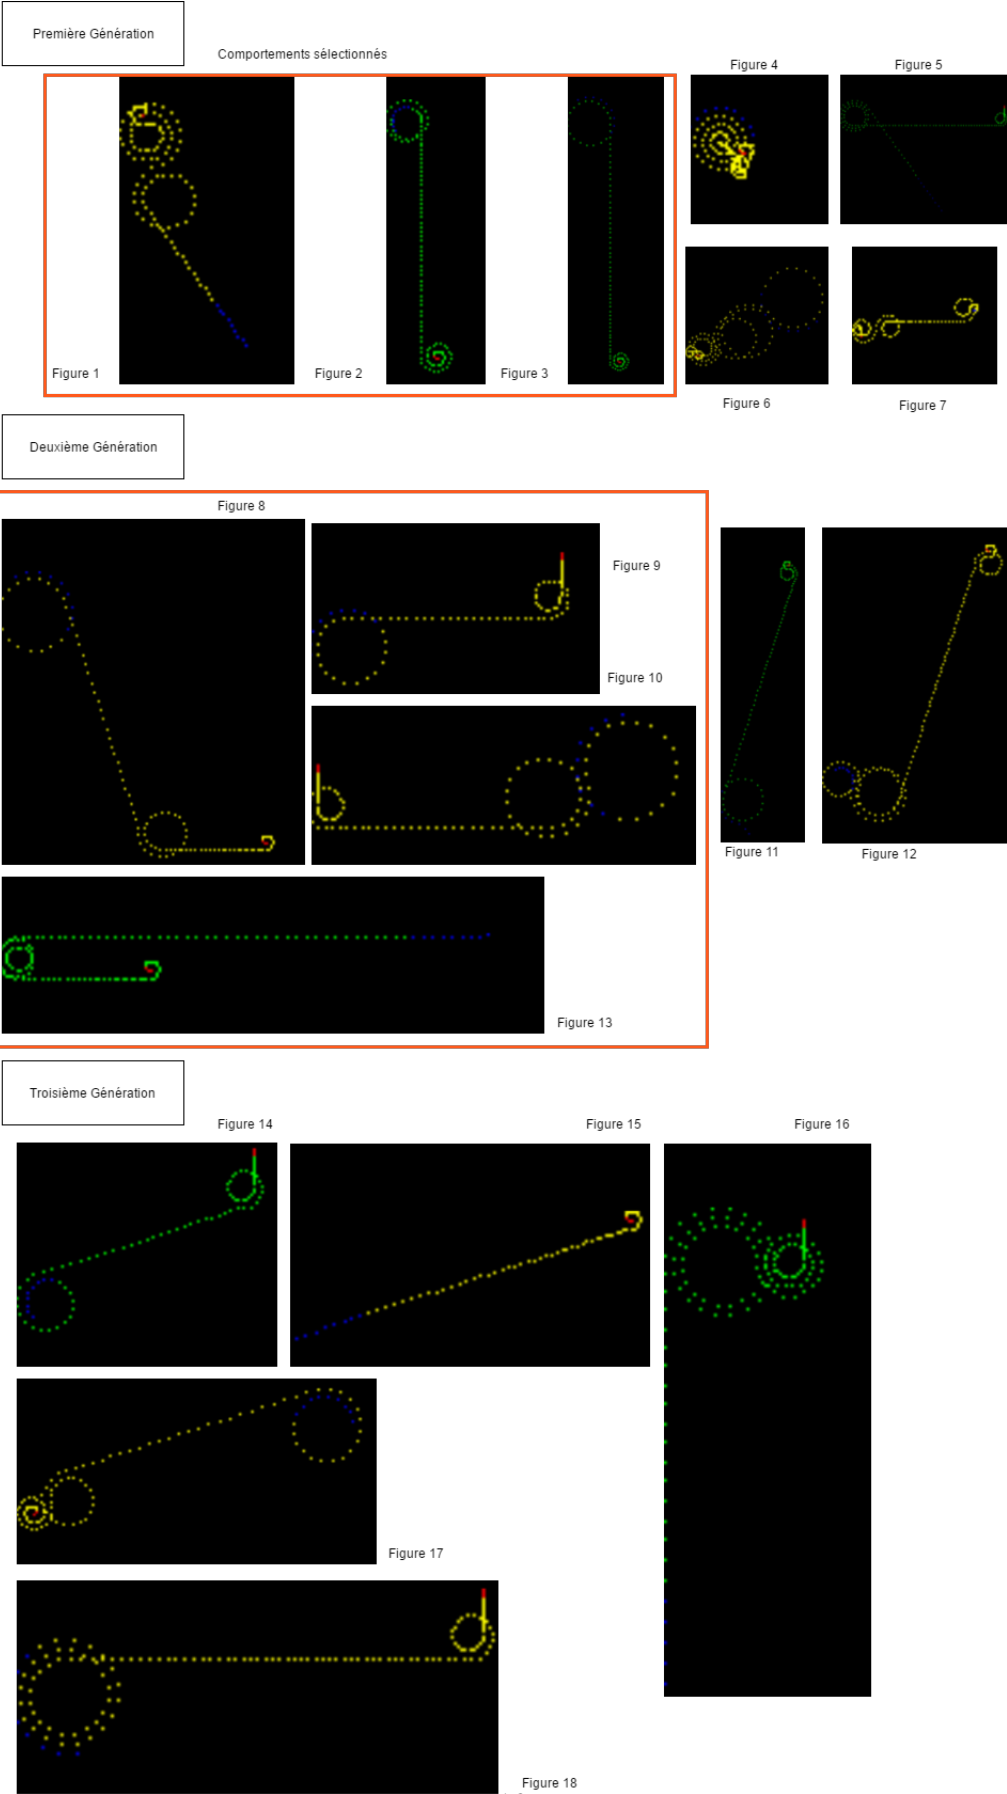 Première Génération
Comportements sélectionnés
Figure 4
Figure 5
Figure 1
Figure 2
Figure 3
Figure 6
Figure 7
Deuxième Génération
Figure 8
Figure 9
Figure 10
Figure 11
Figure 12
Figure 13
Troisième Génération
Figure 14
Figure 15
Figure 16
Figure 17
Figure 18